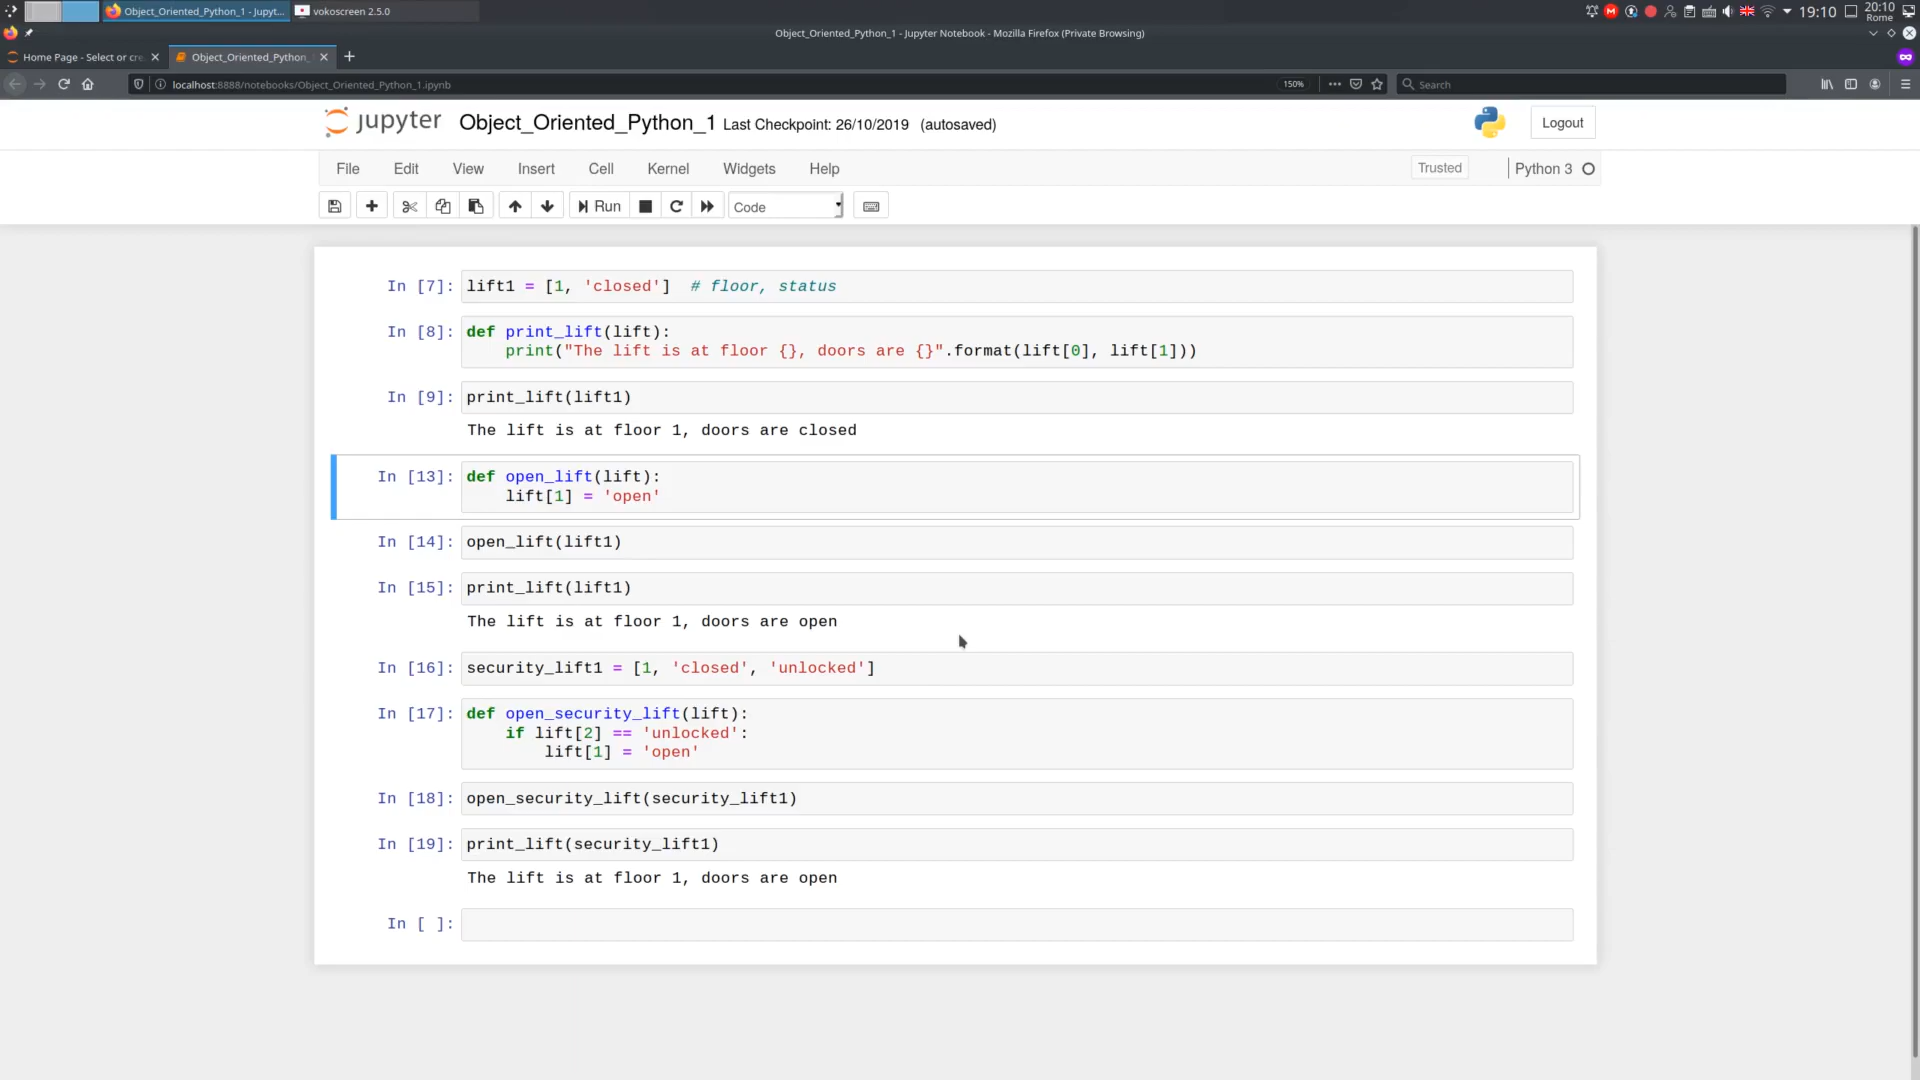 Object_Oriented_Python_1 - Jupyt...
vokoscreen 2.5.0
19:10
20:10
Rome
Object_Oriented_Python_1 - Jupyter Notebook - Mozilla Firefox (Private Browsing)
Home Page - Select or cre
Object_Oriented_Python_
localhost:8888/notebooks/Object_Oriented_Python_1.ipynb
150%
Search
jupyter
Object_Oriented_Python_1 Last Checkpoint: 26/10/2019 (autosaved)
Logout
File Edit View Insert Cell Kernel Widgets Help
Trusted
Python 3
Run
Code
In [7]: lift1 = [1, 'closed']  # floor, status
In [8]: def print_lift(lift):
    print("The lift is at floor {}, doors are {}".format(lift[0], lift[1]))
In [9]: print_lift(lift1)
The lift is at floor 1, doors are closed
In [13]: def open_lift(lift):
    lift[1] = 'open'
In [14]: open_lift(lift1)
In [15]: print_lift(lift1)
The lift is at floor 1, doors are open
In [16]: security_lift1 = [1, 'closed', 'unlocked']
In [17]: def open_security_lift(lift):
    if lift[2] == 'unlocked':
        lift[1] = 'open'
In [18]: open_security_lift(security_lift1)
In [19]: print_lift(security_lift1)
The lift is at floor 1, doors are open
In [ ]: